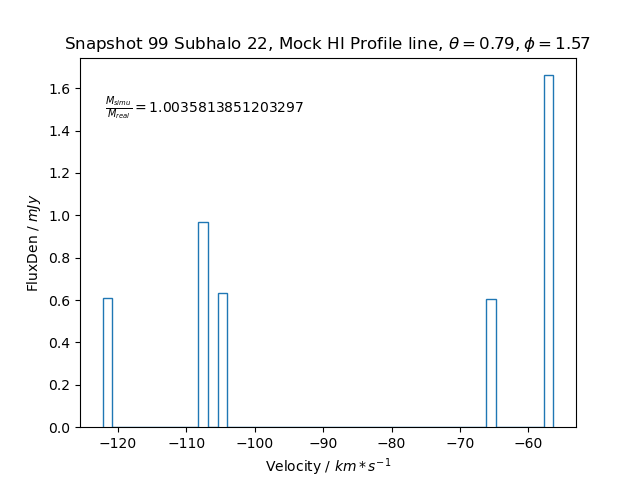 Snapshot 99 Subhalo 22, Mock HI Profile line, θ = 0.79, ϕ = 1.57
M_simu/M_real = 1.0035813851203297
1.6
1.4
1.2
1.0
0.8
0.6
0.4
0.2
0.0
FluxDen / mJy
−120 −110 −100 −90 −80 −70 −60
Velocity / km * s⁻¹